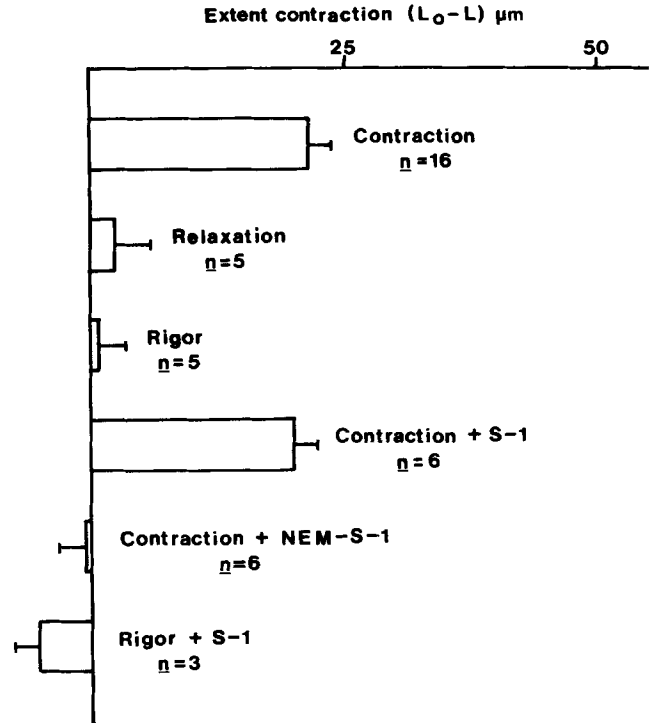 Extent contraction (Lo-L) µm
25 50
Contraction
n=16
Relaxation
n=5
Rigor
n=5
Contraction + S-1
n=6
Contraction + NEM-S-1
n=6
Rigor + S-1
n=3